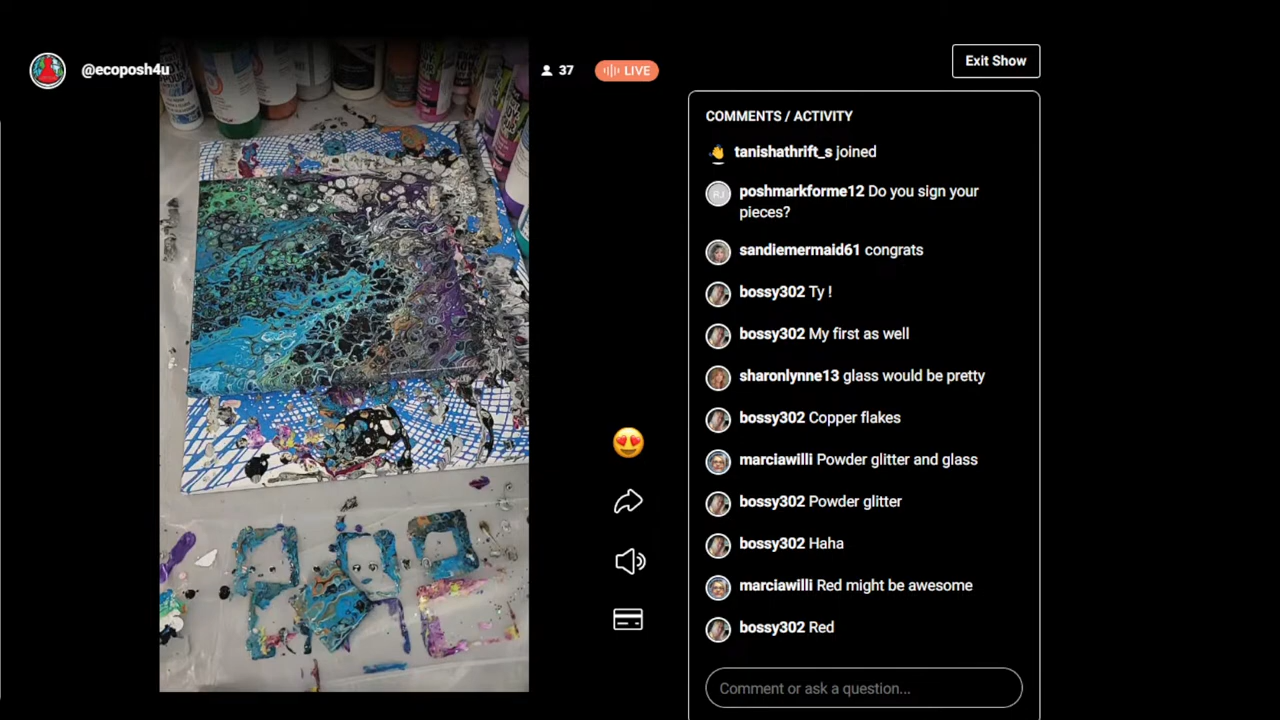 @ecoposh4u
37
LIVE
Exit Show
COMMENTS / ACTIVITY
tanishathrift_s joined
poshmarkforme12 Do you sign your
pieces?
sandiemermaid61 congrats
bossy302 Ty !
bossy302 My first as well
sharonlynne13 glass would be pretty
bossy302 Copper flakes
marciawilli Powder glitter and glass
bossy302 Powder glitter
bossy302 Haha
marciawilli Red might be awesome
bossy302 Red
Comment or ask a question...